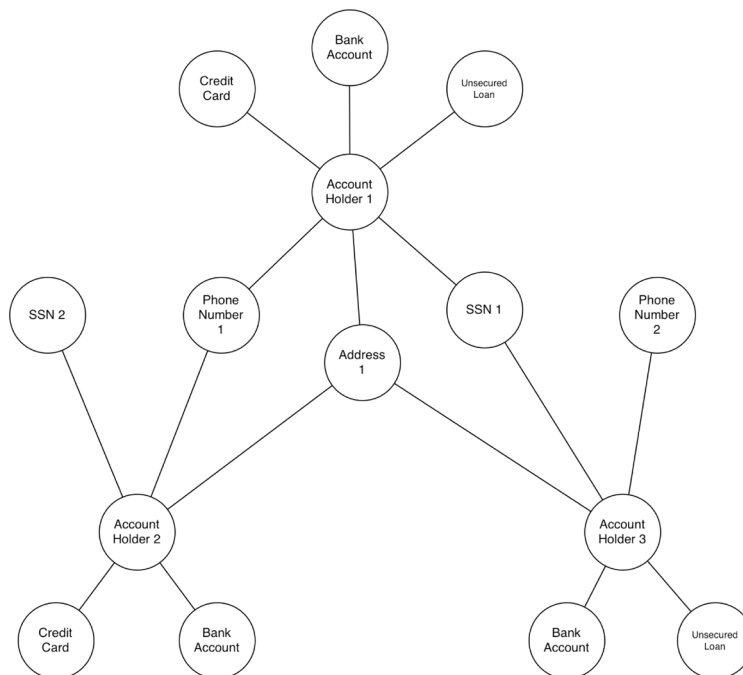 Bank
Account
Credit
Card
Unsecured
Loan
Account
Holder 1
SSN 2
Phone
Number
1
SSN 1
Phone
Number
2
Address
1
Account
Holder 2
Account
Holder 3
Credit
Card
Bank
Account
Bank
Account
Unsecured
Loan